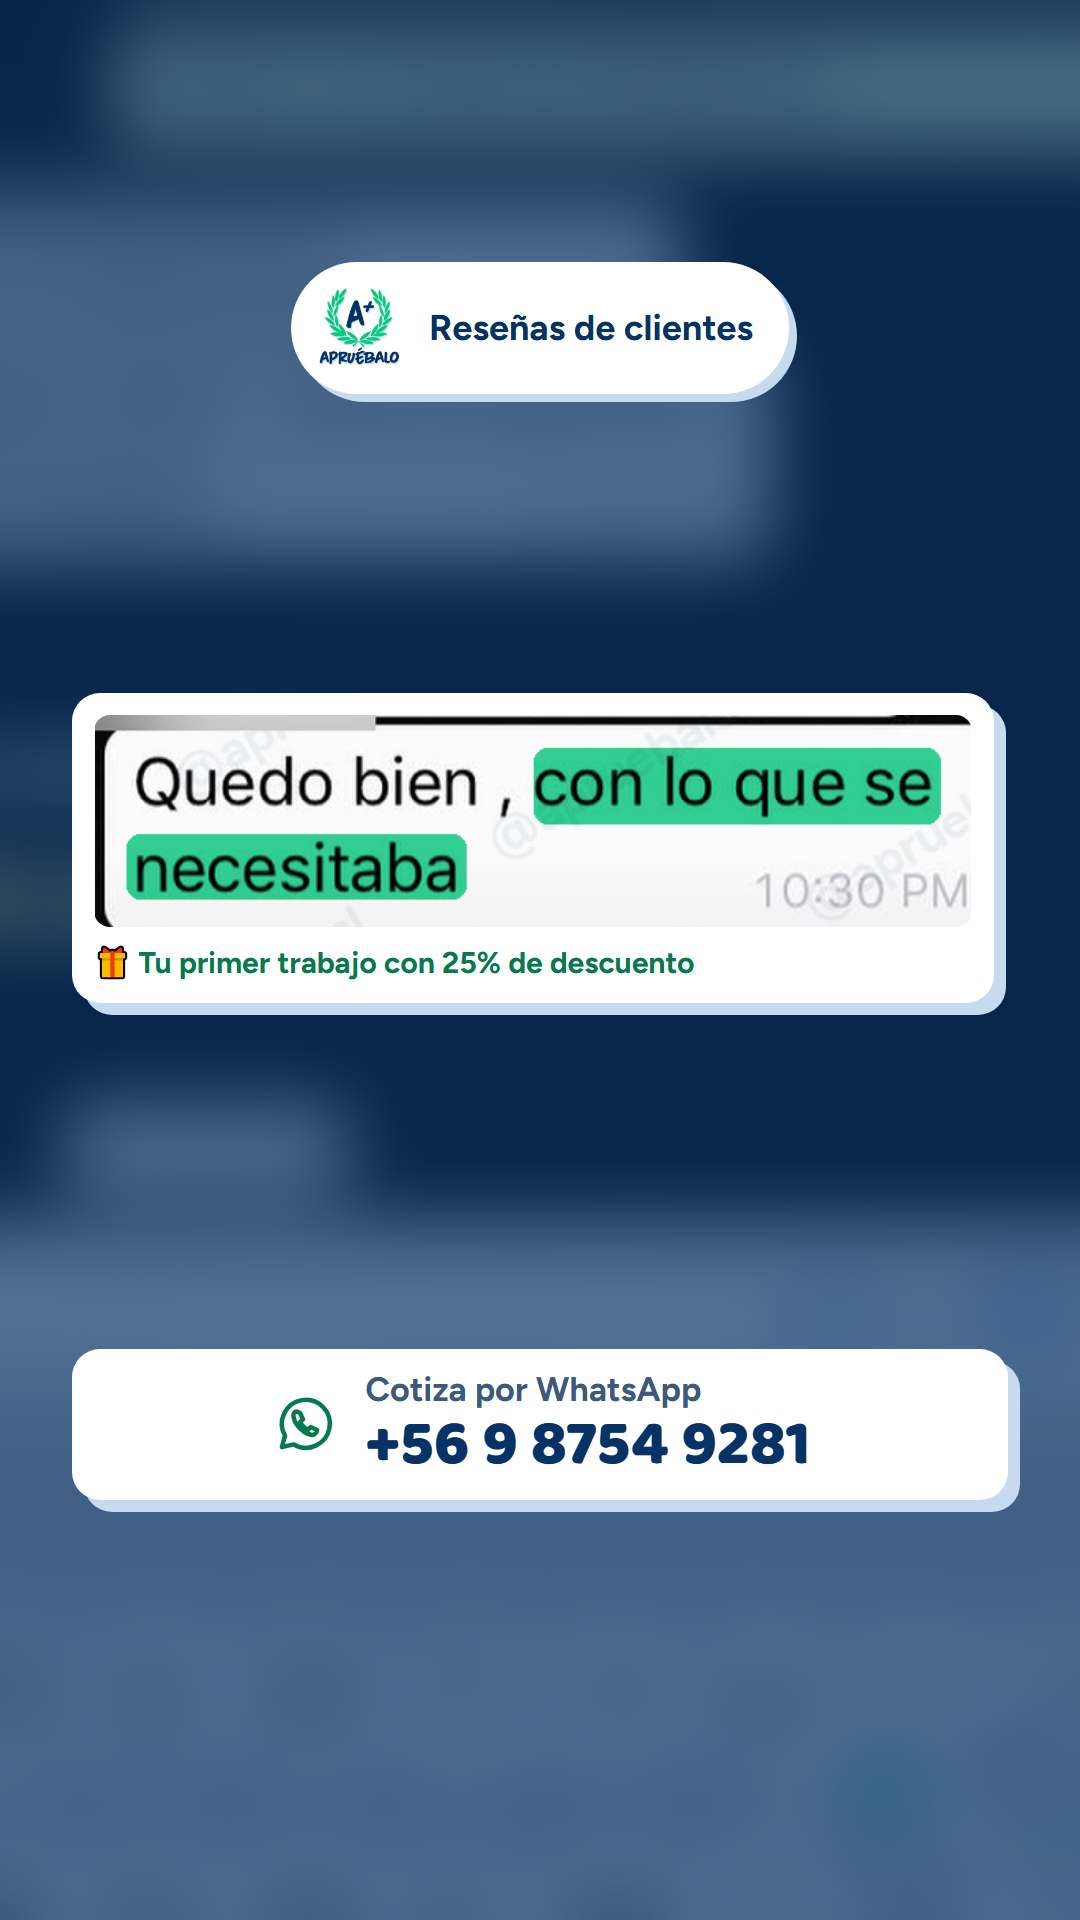 A+
APRUÉBALO
Reseñas de clientes
Quedo bien , con lo que se
necesitaba
10:30 PM
🎁 Tu primer trabajo con 25% de descuento
Cotiza por WhatsApp
+56 9 8754 9281